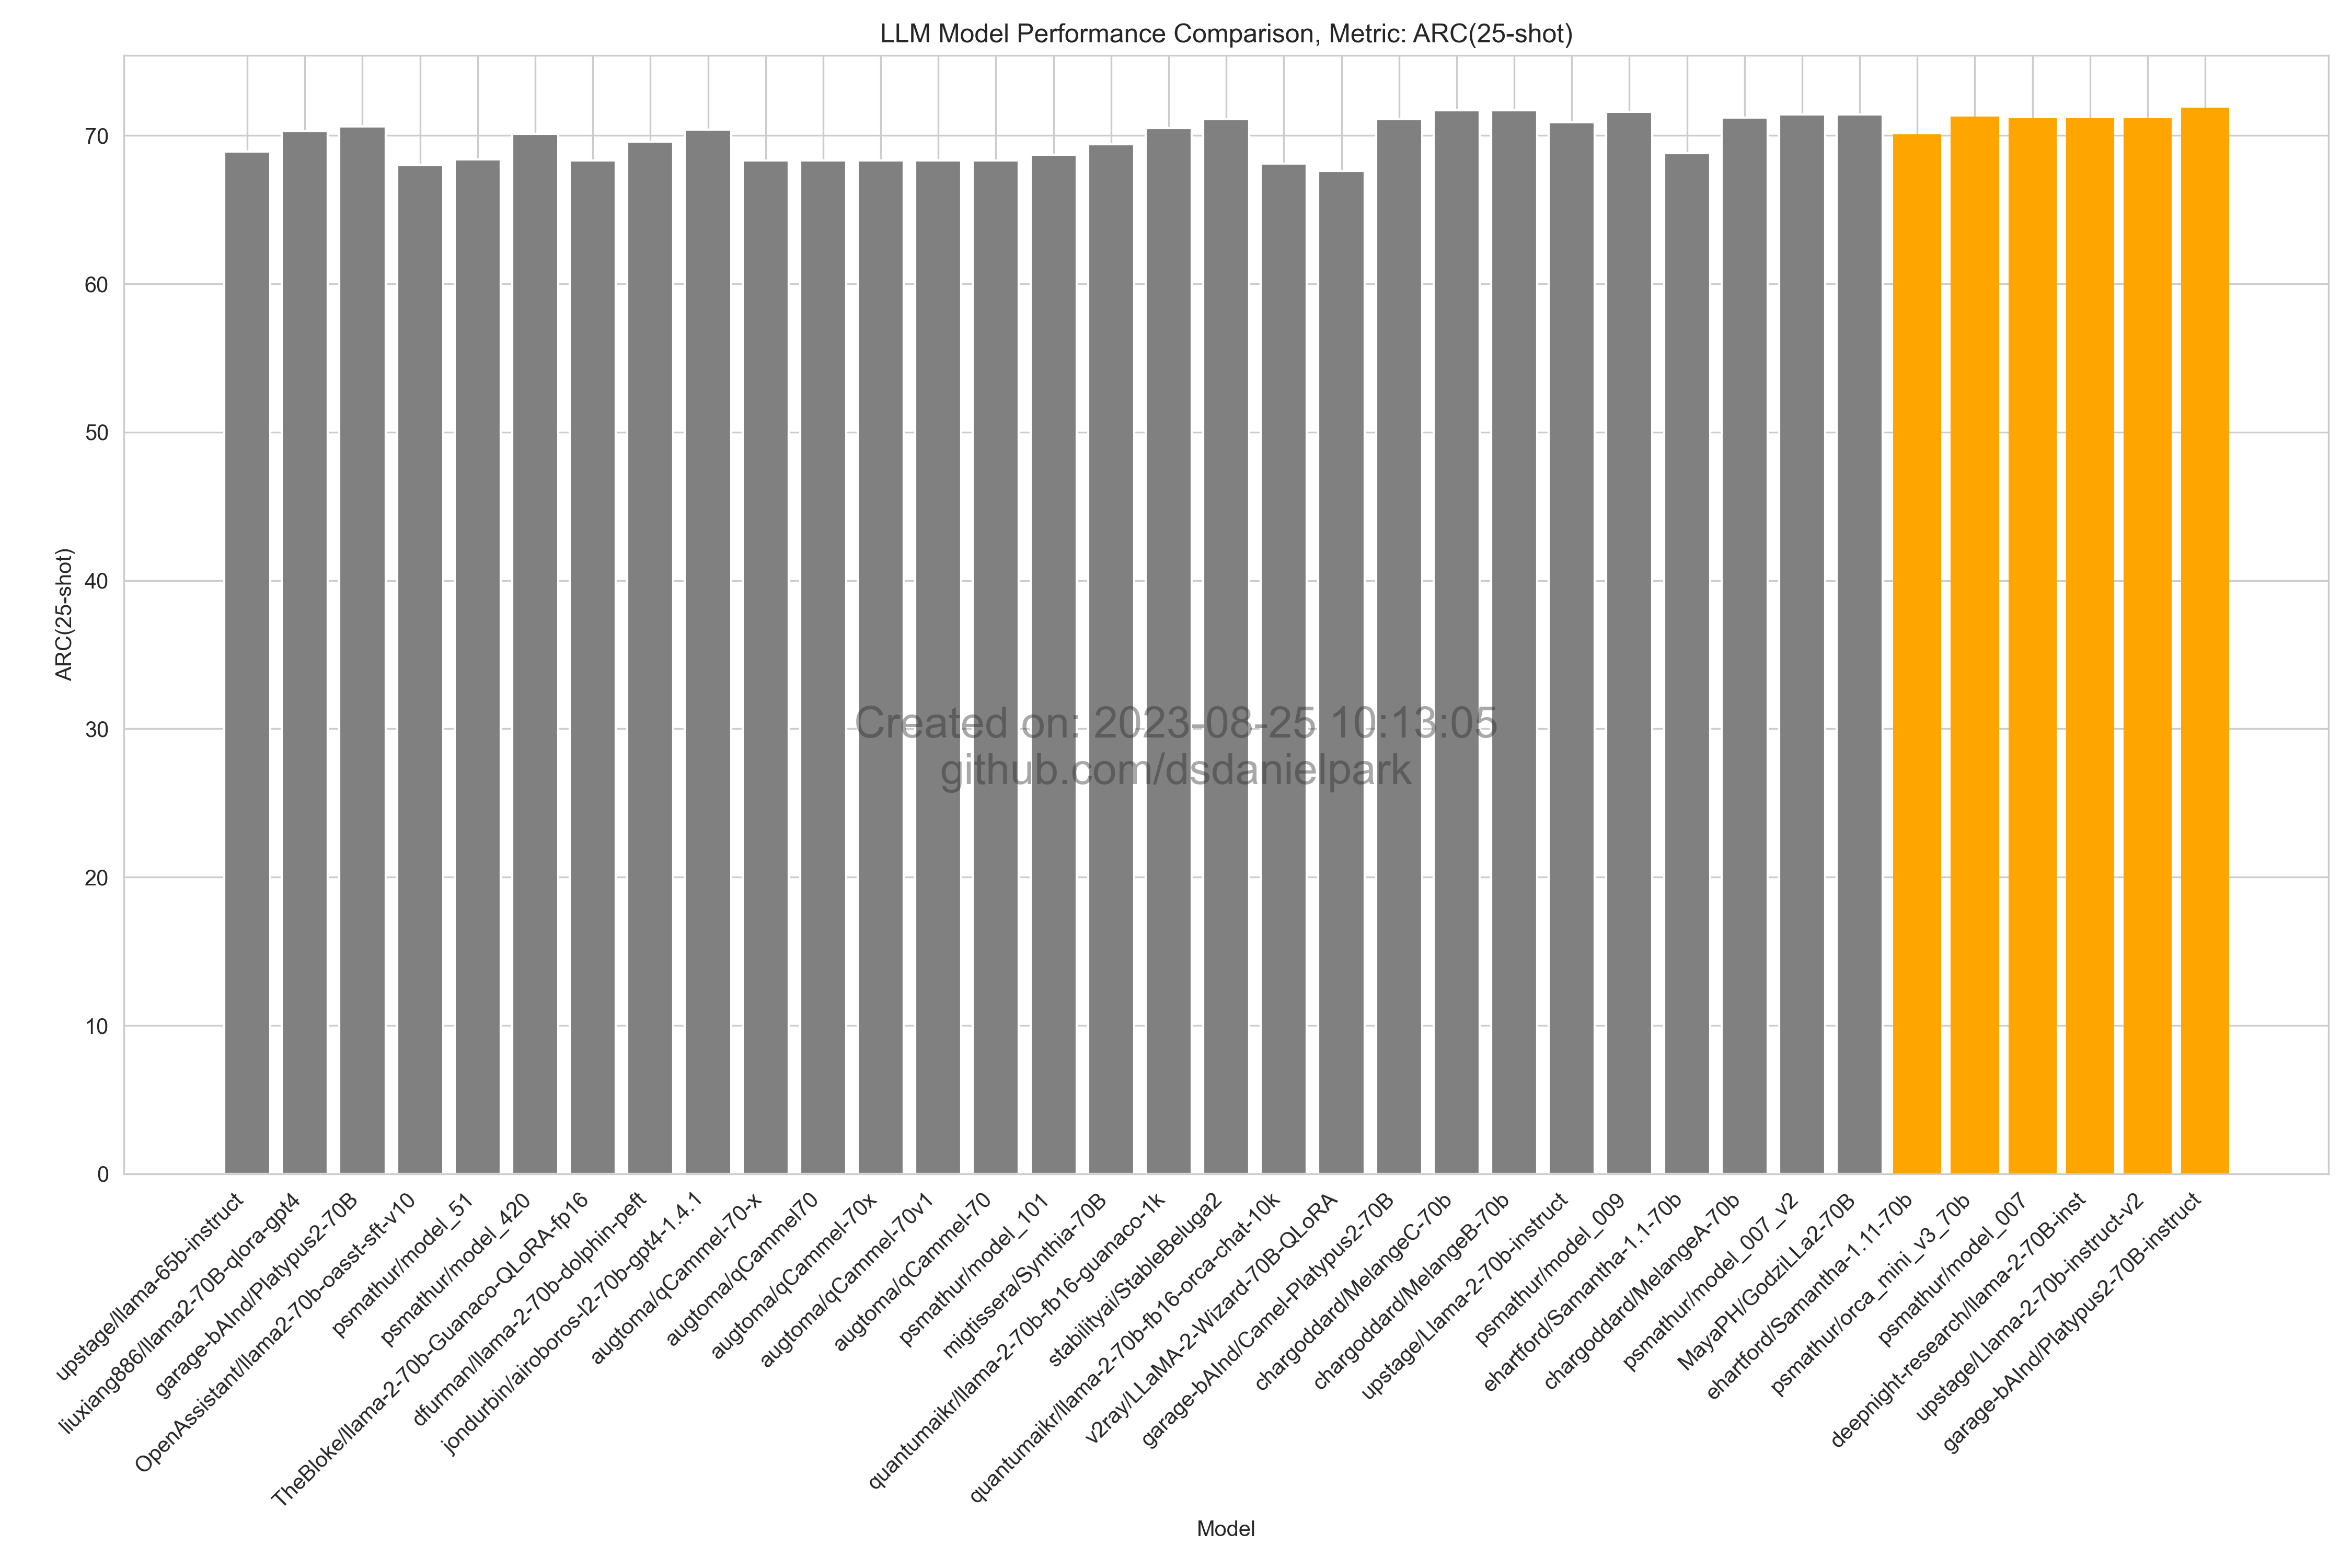 LLM Model Performance Comparison, Metric: ARC(25-shot)
70
60
50
40
30
20
10
0
ARC(25-shot)
Created on: 2023-08-25 10:13:05
github.com/dsdanielpark
upstage/llama-65b-instruct
liuxiang886/llama2-70B-qlora-gpt4
garage-bAInd/Platypus2-70B
OpenAssistant/llama2-70b-oasst-sft-v10
psmathur/model_51
psmathur/model_420
TheBloke/llama-2-70b-Guanaco-QLoRA-fp16
dfurman/llama-2-70b-dolphin-peft
jondurbin/airoboros-l2-70b-gpt4-1.4.1
augtoma/qCammel-70-x
augtoma/qCammel70
augtoma/qCammel-70x
augtoma/qCammel-70v1
augtoma/qCammel-70
psmathur/model_101
migtissera/Synthia-70B
quantumaikr/llama-2-70b-fb16-guanaco-1k
stabilityai/StableBeluga2
quantumaikr/llama-2-70b-fb16-orca-chat-10k
v2ray/LLaMA-2-Wizard-70B-QLoRA
garage-bAInd/Camel-Platypus2-70B
chargoddard/MelangeC-70b
chargoddard/MelangeB-70b
upstage/Llama-2-70b-instruct
psmathur/model_009
ehartford/Samantha-1.1-70b
chargoddard/MelangeA-70b
psmathur/model_007_v2
MayaPH/GodziLLa2-70B
ehartford/Samantha-1.11-70b
psmathur/orca_mini_v3_70b
psmathur/model_007
deepnight-research/llama-2-70B-inst
upstage/Llama-2-70b-instruct-v2
garage-bAInd/Platypus2-70B-instruct
Model